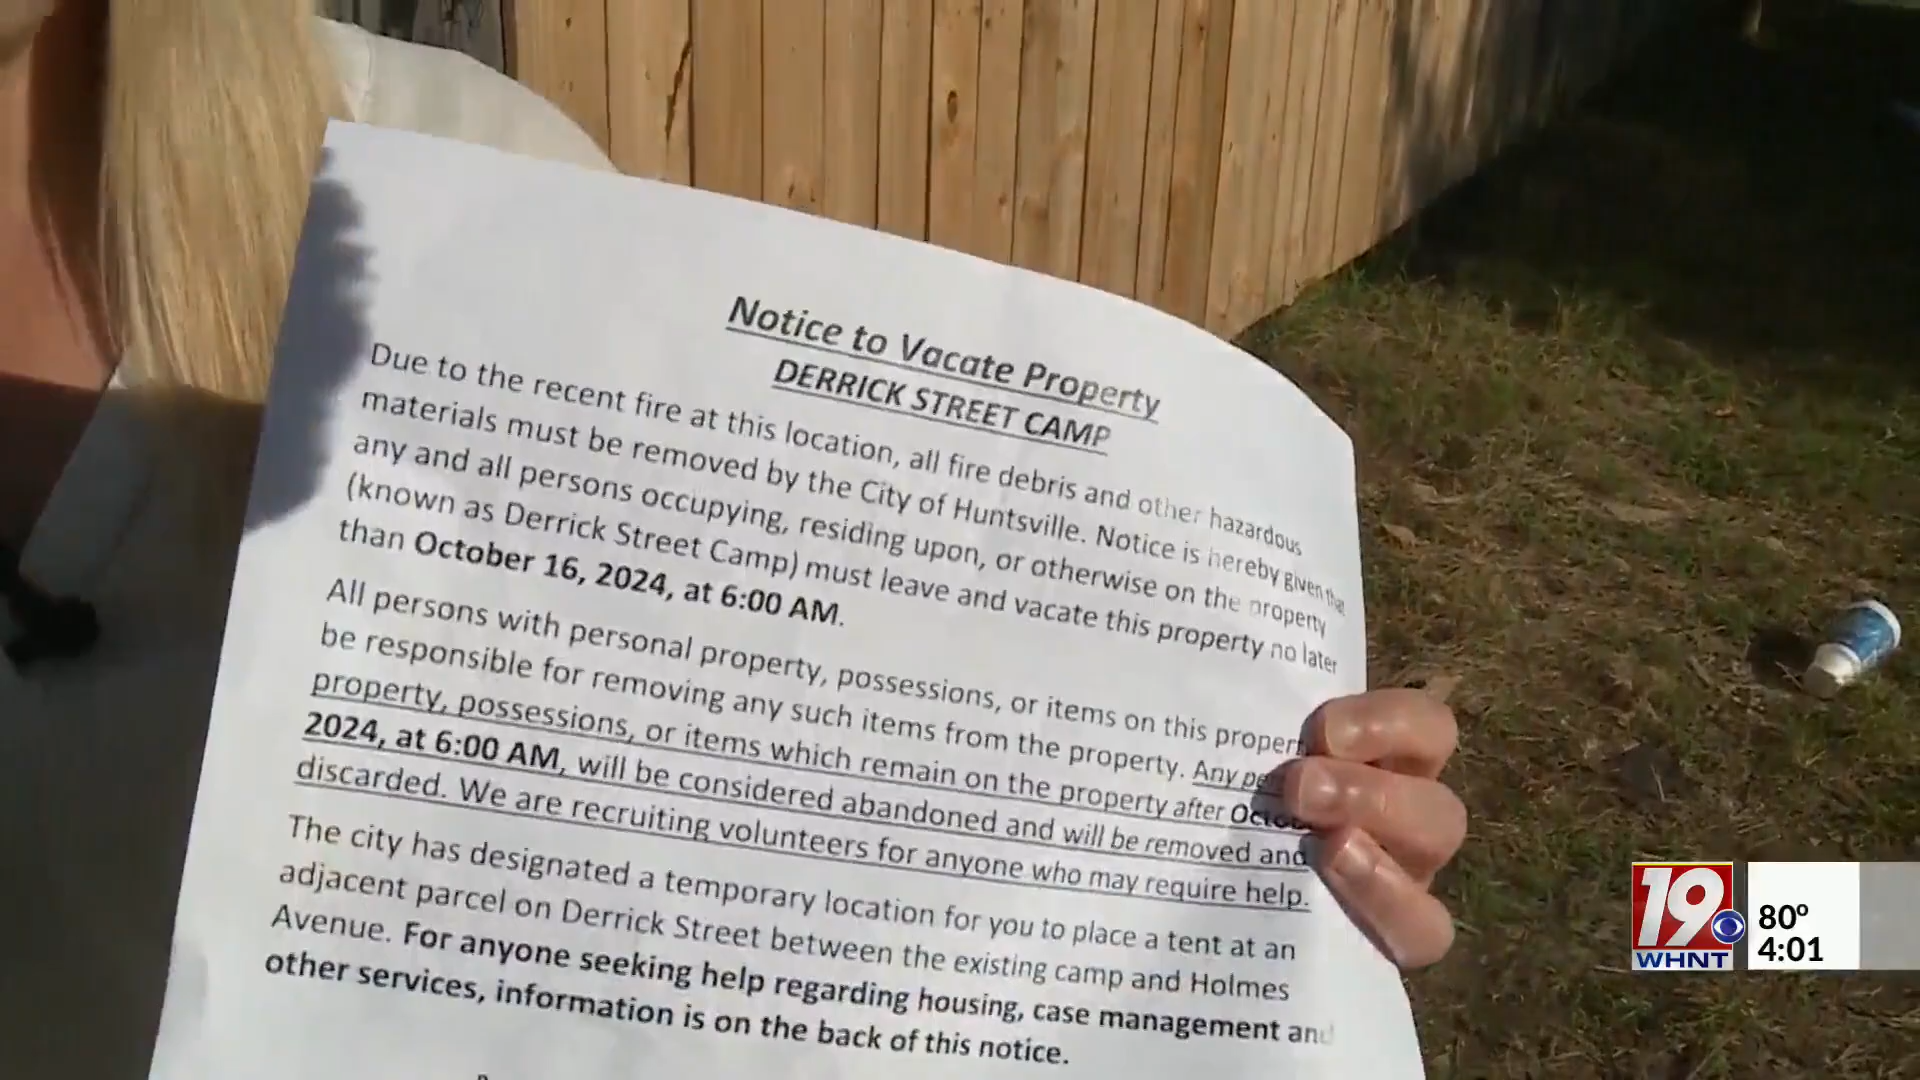 Notice to Vacate Property
DERRICK STREET CAMP
Due to the recent fire at this location, all fire debris and other hazardous
materials must be removed by the City of Huntsville. Notice is hereby given that
any and all persons occupying, residing upon, or otherwise on the property
(known as Derrick Street Camp) must leave and vacate this property no later
than October 16, 2024, at 6:00 AM.
All persons with personal property, possessions, or items on this propert
be responsible for removing any such items from the property. Any pe
property, possessions, or items which remain on the property after Octob
2024, at 6:00 AM, will be considered abandoned and will be removed and
discarded. We are recruiting volunteers for anyone who may require help.
The city has designated a temporary location for you to place a tent at an
adjacent parcel on Derrick Street between the existing camp and Holmes
Avenue. For anyone seeking help regarding housing, case management and
other services, information is on the back of this notice.
19
WHNT
80º
4:01